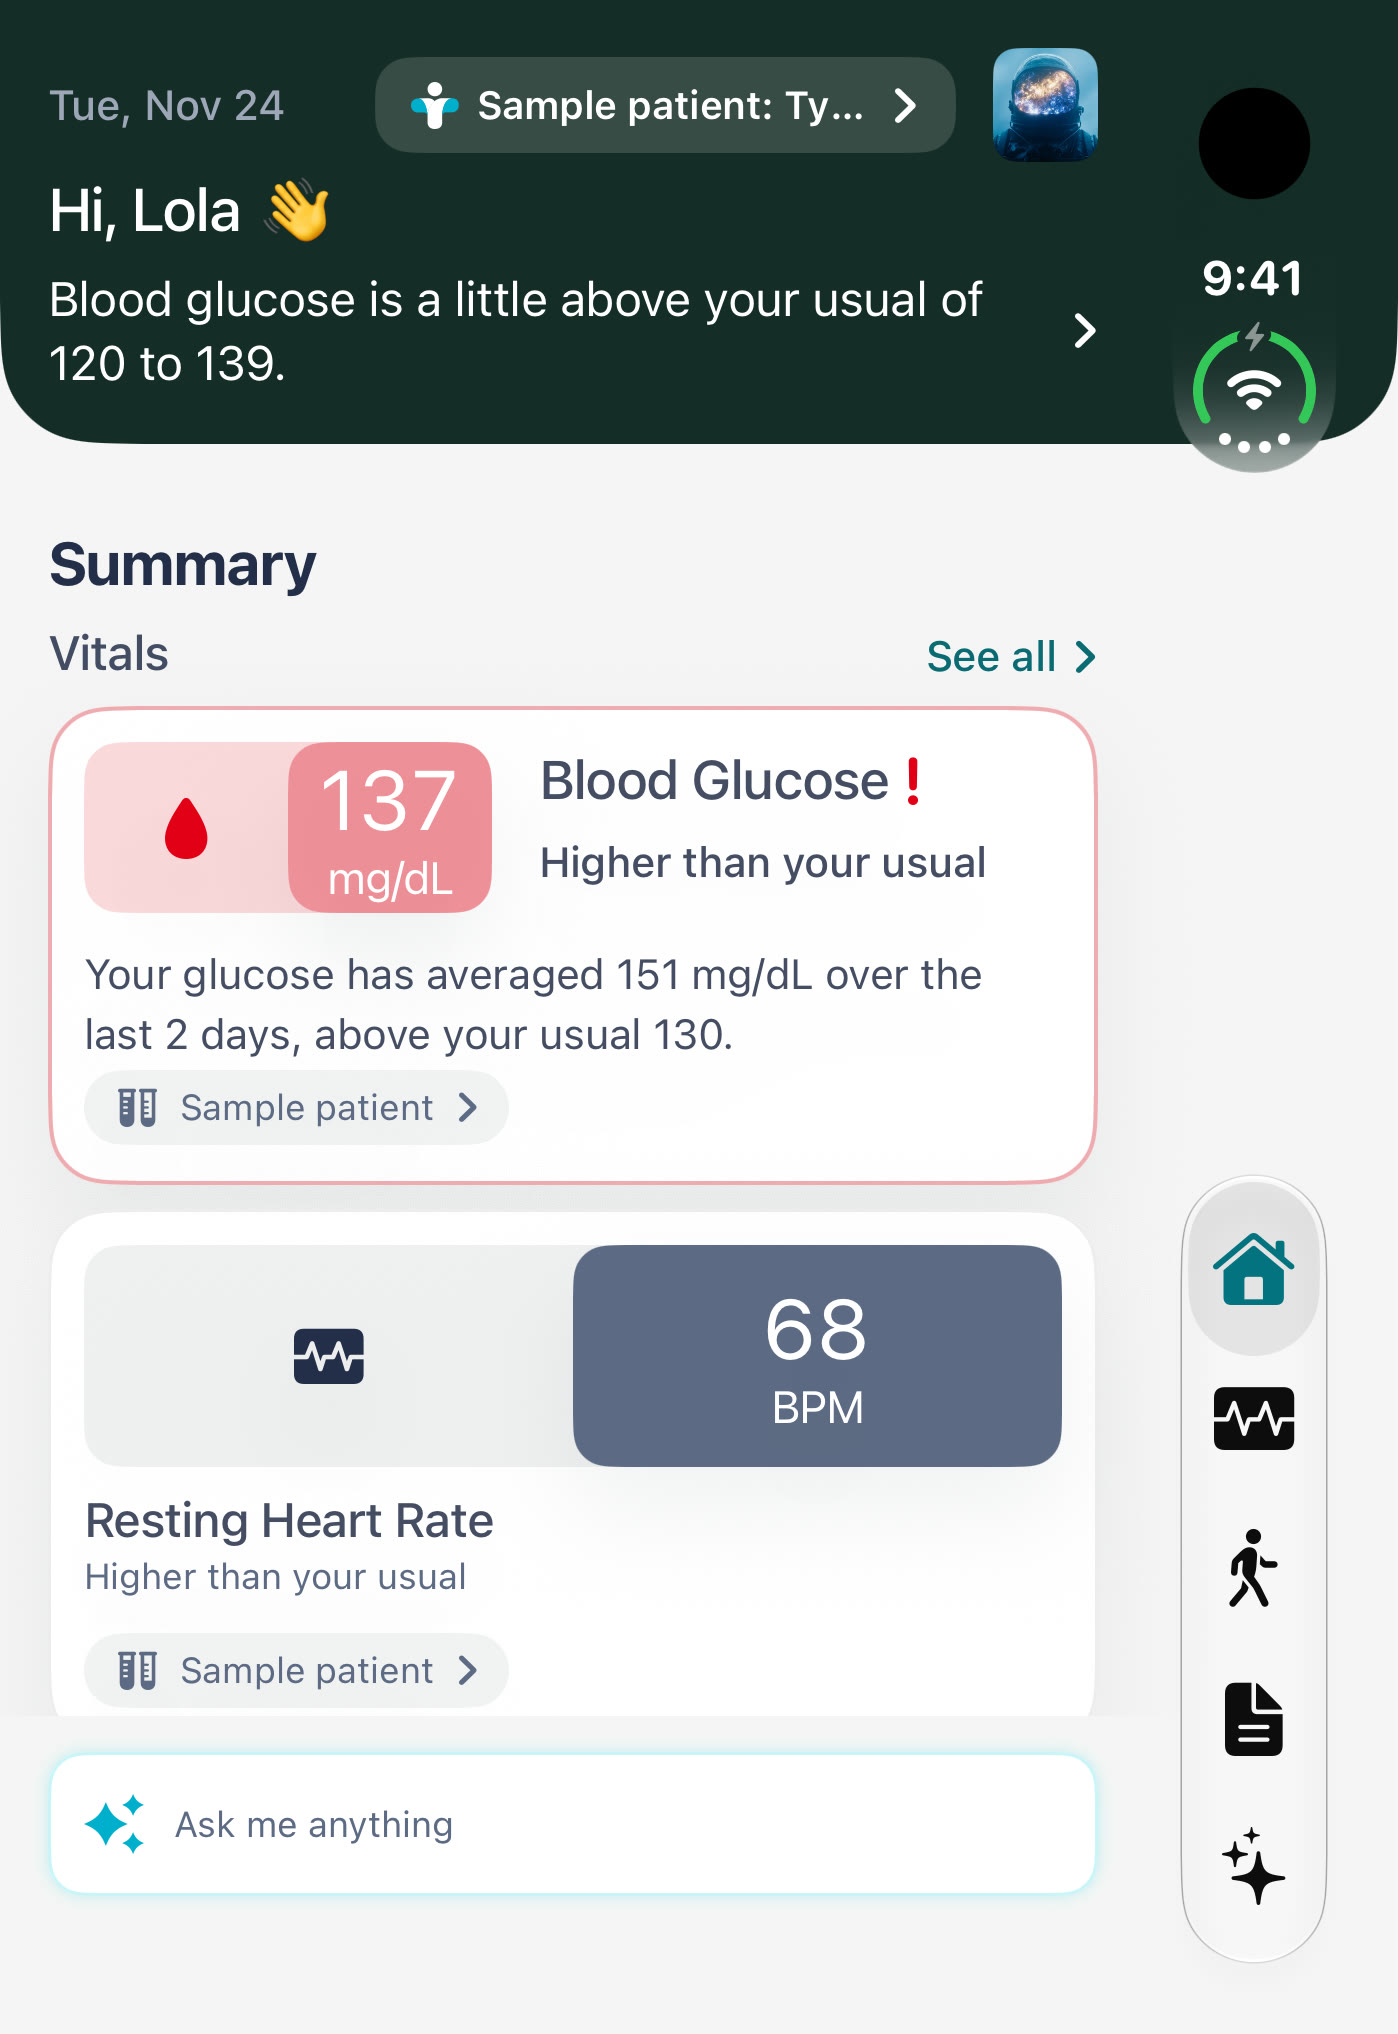 Tue, Nov 24
Sample patient: Ty...
Hi, Lola 👋
Blood glucose is a little above your usual of
120 to 139.
9:41
Summary
Vitals
See all
137
mg/dL
Blood Glucose❗
Higher than your usual
Your glucose has averaged 151 mg/dL over the
last 2 days, above your usual 130.
Sample patient
68
BPM
Resting Heart Rate
Higher than your usual
Sample patient
Ask me anything